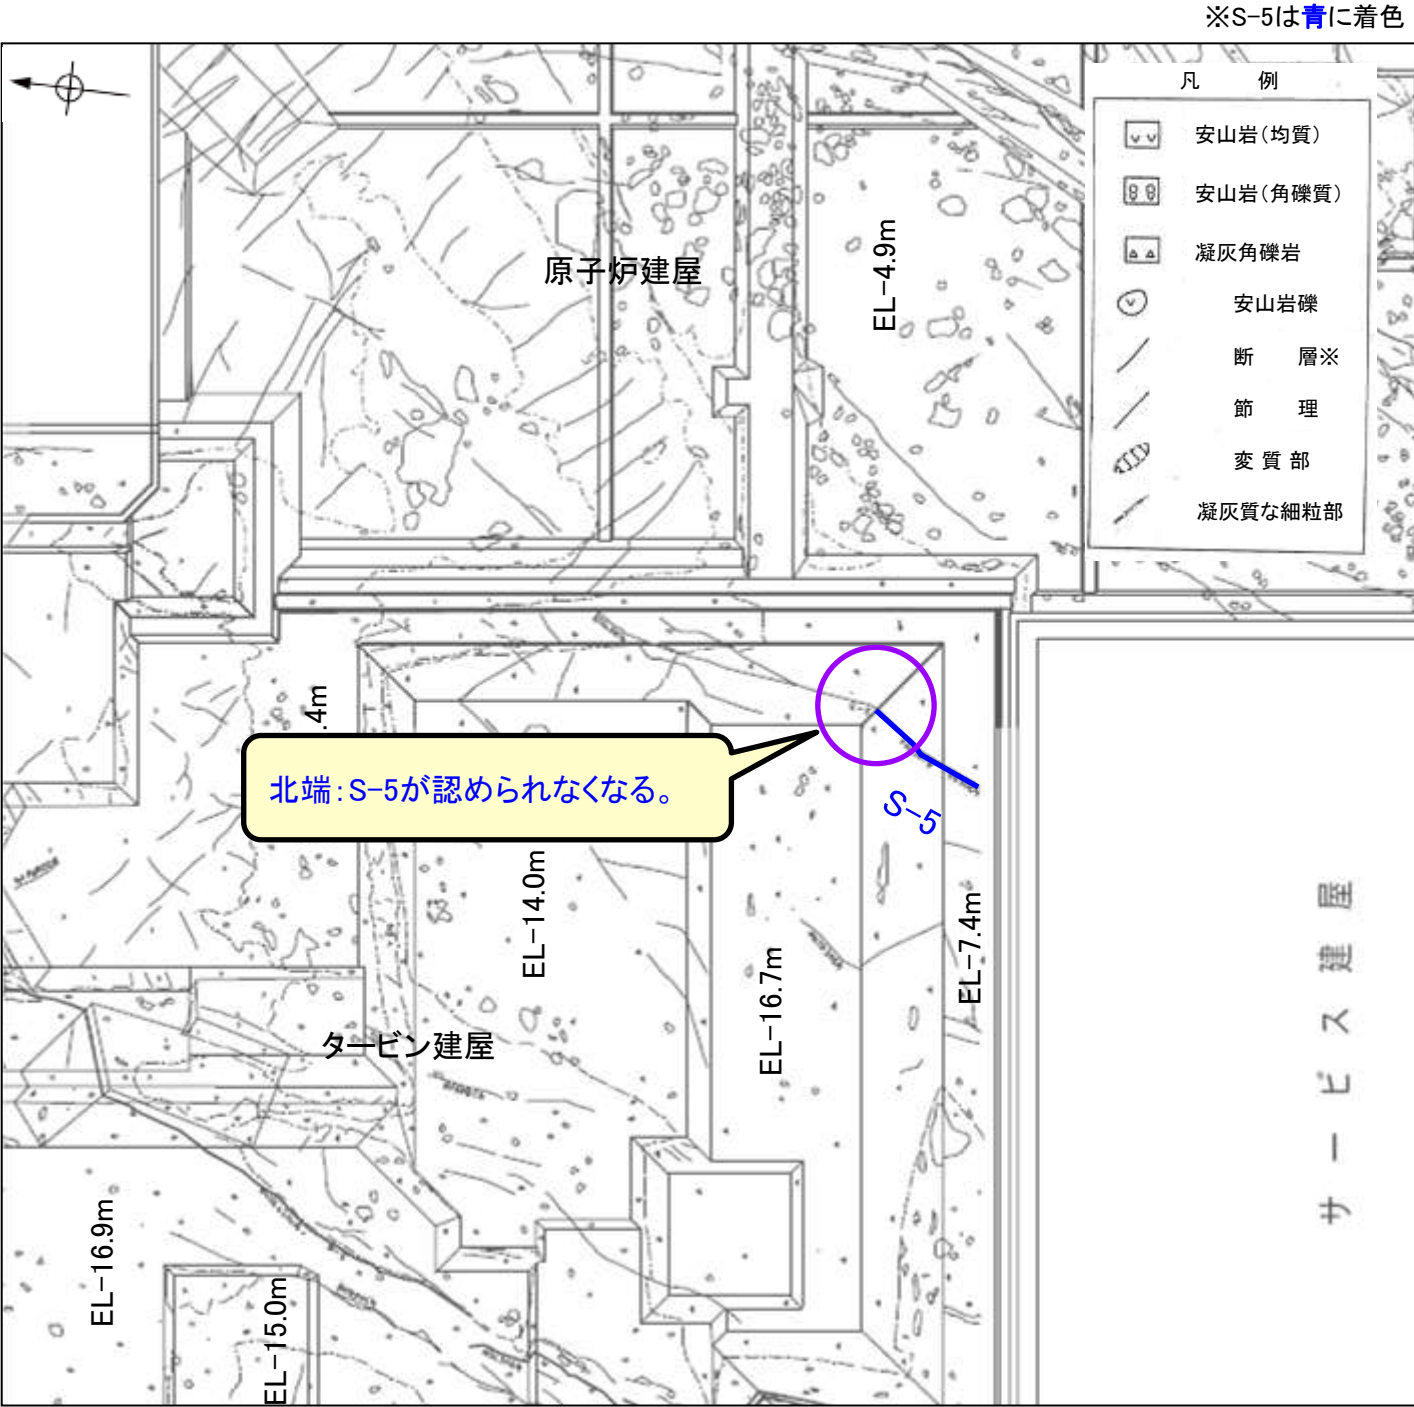 ※S-5は青に着色
凡　例
安山岩(均質)
安山岩(角礫質)
凝灰角礫岩
安山岩礫
断　層※
節　理
変質部
凝灰質な細粒部
原子炉建屋
EL-4.9m
.4m
北端:S-5が認められなくなる。
S-5
EL-14.0m
EL-16.7m
EL-7.4m
タービン建屋
サービス建屋
EL-16.9m
EL-15.0m